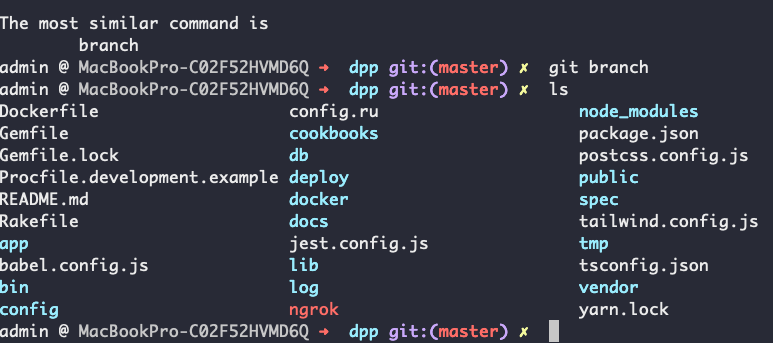 The most similar command is
branch
admin @ MacBookPro-C02F52HVMD6Q ➜ dpp git:(master) ✗ git branch
admin @ MacBookPro-C02F52HVMD6Q ➜ dpp git:(master) ✗ ls
Dockerfile config.ru node_modules
Gemfile cookbooks package.json
Gemfile.lock db postcss.config.js
Procfile.development.example deploy public
README.md docker spec
Rakefile docs tailwind.config.js
app jest.config.js tmp
babel.config.js lib tsconfig.json
bin log vendor
config ngrok yarn.lock
admin @ MacBookPro-C02F52HVMD6Q ➜ dpp git:(master) ✗